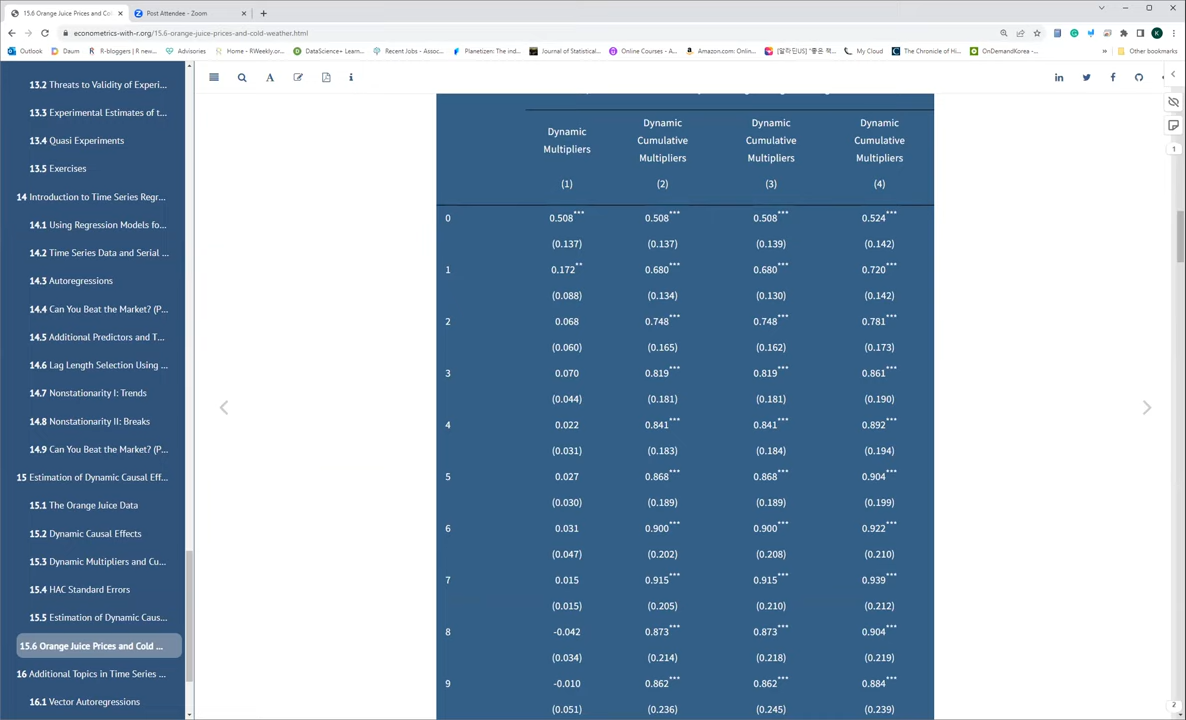 15.6 Orange Juice Prices and Co
Post Attendee - Zoom
econometrics-with-r.org/15.6-orange-juice-prices-and-cold-weather.html
Outlook
Daum
R-bloggers | R new...
Advisories
Home - RWeekly.or...
DataScience+ Learn...
Recent Jobs - Assoc...
Planetizen: The ind...
Journal of Statistical...
Online Courses - A...
Amazon.com: Onlin...
[알라딘US] "좋은 책...
My Cloud
The Chronicle of Hi...
OnDemandKorea -...
»
Other bookmarks
13.2 Threats to Validity of Experi...
13.3 Experimental Estimates of t...
13.4 Quasi Experiments
13.5 Exercises
14 Introduction to Time Series Regr...
14.1 Using Regression Models fo...
14.2 Time Series Data and Serial ...
14.3 Autoregressions
14.4 Can You Beat the Market? (P...
14.5 Additional Predictors and T...
14.6 Lag Length Selection Using ...
14.7 Nonstationarity I: Trends
14.8 Nonstationarity II: Breaks
14.9 Can You Beat the Market? (P...
15 Estimation of Dynamic Causal Eff...
15.1 The Orange Juice Data
15.2 Dynamic Causal Effects
15.3 Dynamic Multipliers and Cu...
15.4 HAC Standard Errors
15.5 Estimation of Dynamic Caus...
15.6 Orange Juice Prices and Cold ...
16 Additional Topics in Time Series ...
16.1 Vector Autoregressions
Dynamic Multipliers
Dynamic Cumulative Multipliers
Dynamic Cumulative Multipliers
Dynamic Cumulative Multipliers
(1) (2) (3) (4)
0 0.508*** 0.508*** 0.508*** 0.524***
(0.137) (0.137) (0.139) (0.142)
1 0.172** 0.680*** 0.680*** 0.720***
(0.088) (0.134) (0.130) (0.142)
2 0.068 0.748*** 0.748*** 0.781***
(0.060) (0.165) (0.162) (0.173)
3 0.070 0.819*** 0.819*** 0.861***
(0.044) (0.181) (0.181) (0.190)
4 0.022 0.841*** 0.841*** 0.892***
(0.031) (0.183) (0.184) (0.194)
5 0.027 0.868*** 0.868*** 0.904***
(0.030) (0.189) (0.189) (0.199)
6 0.031 0.900*** 0.900*** 0.922***
(0.047) (0.202) (0.208) (0.210)
7 0.015 0.915*** 0.915*** 0.939***
(0.015) (0.205) (0.210) (0.212)
8 -0.042 0.873*** 0.873*** 0.904***
(0.034) (0.214) (0.218) (0.219)
9 -0.010 0.862*** 0.862*** 0.884***
(0.051) (0.236) (0.245) (0.239)
1
2